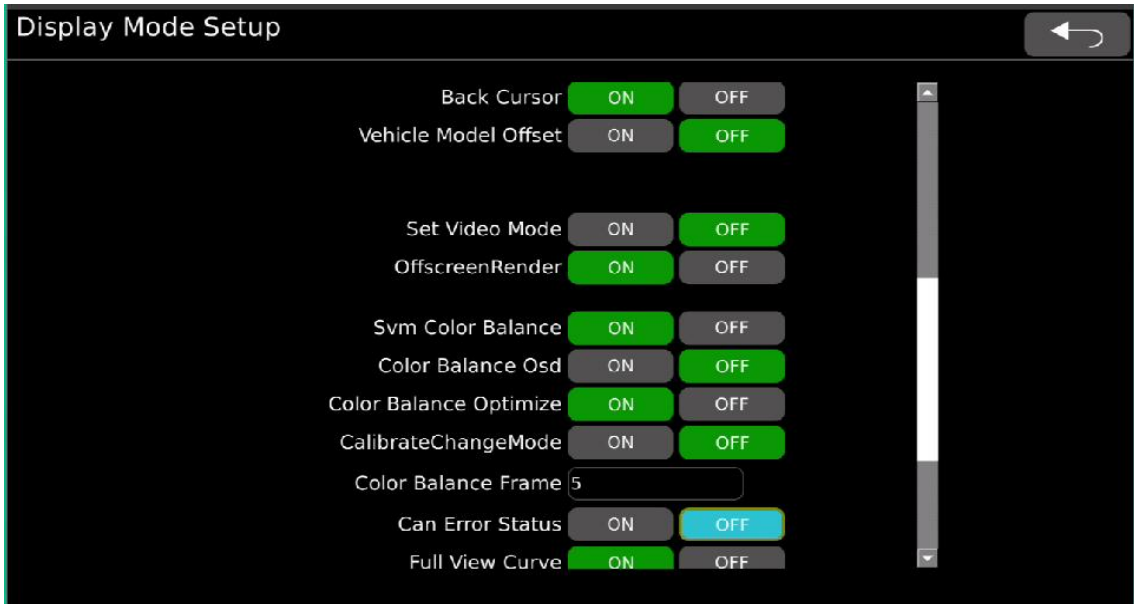 Display Mode Setup
Back Cursor ON OFF
Vehicle Model Offset ON OFF
Set Video Mode ON OFF
OffscreenRender ON OFF
Svm Color Balance ON OFF
Color Balance Osd ON OFF
Color Balance Optimize ON OFF
CalibrateChangeMode ON OFF
Color Balance Frame 5
Can Error Status ON OFF
Full View Curve ON OFF